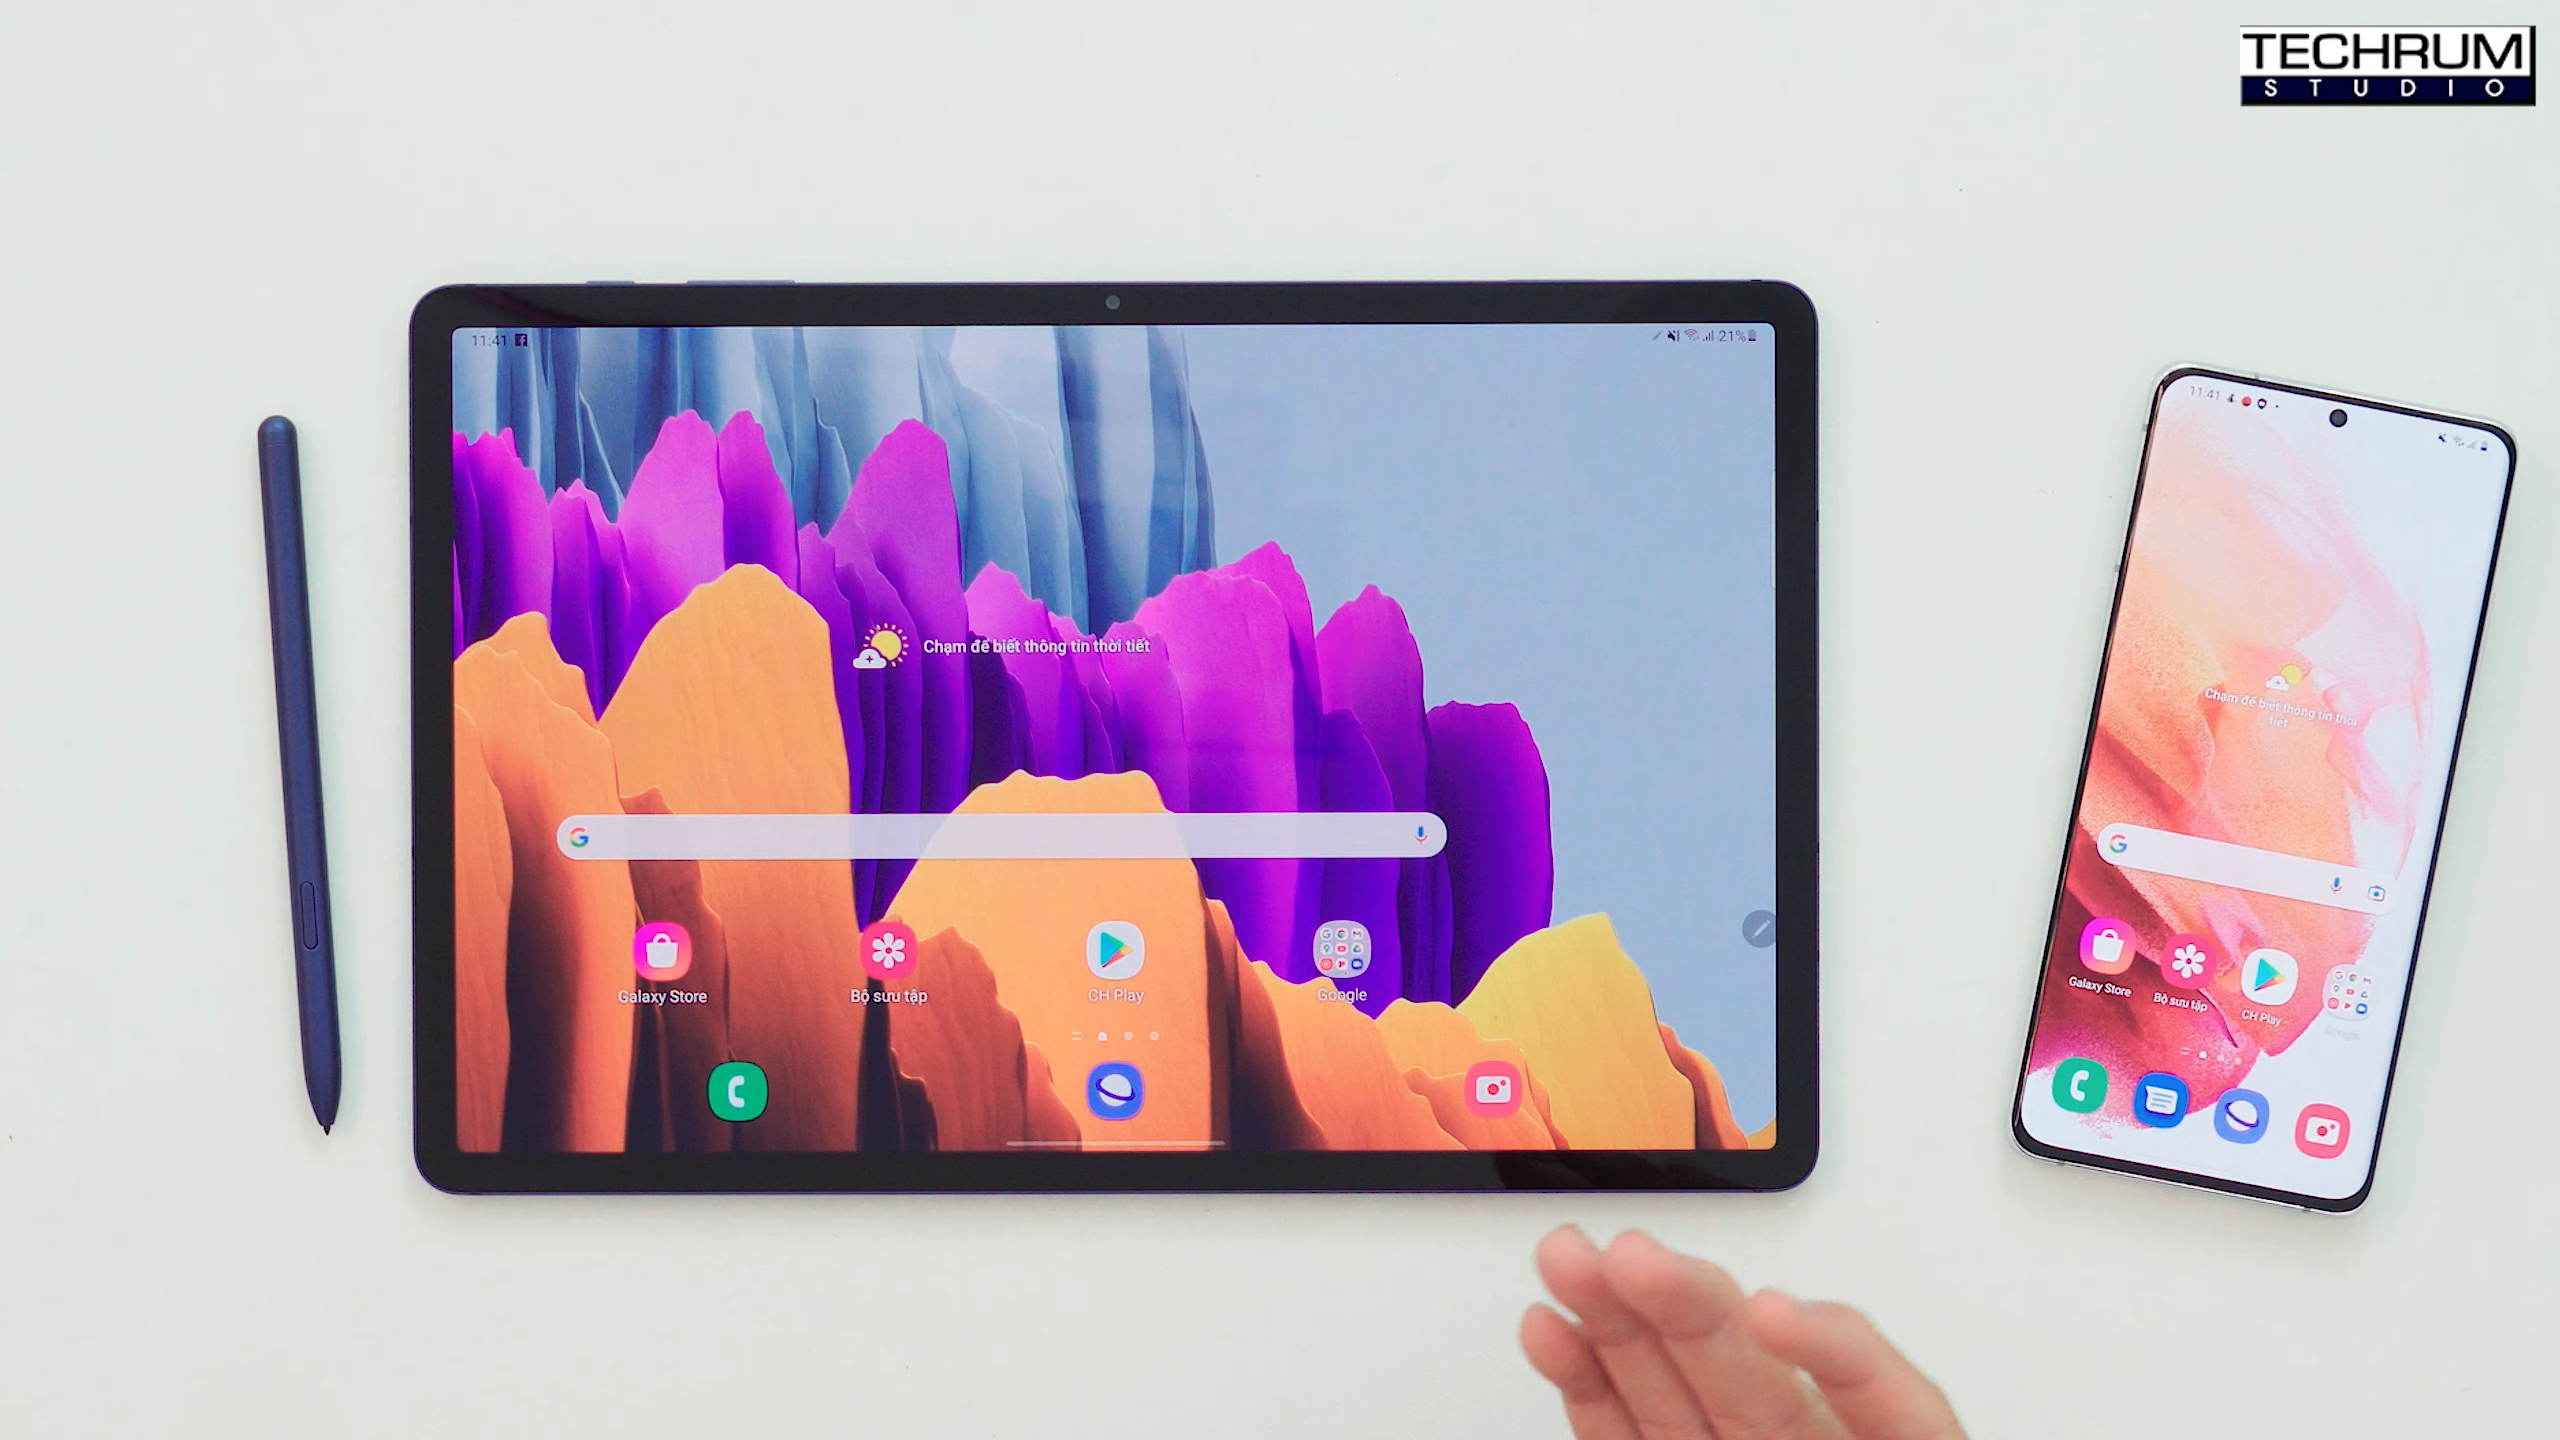 TECHRUM
STUDIO
11:41
21%
Chạm để biết thông tin thời tiết
Galaxy Store
Bộ sưu tập
CH Play
Google
11:41
Chạm để biết thông tin thời
tiết
Galaxy Store
Bộ sưu tập
CH Play
Google